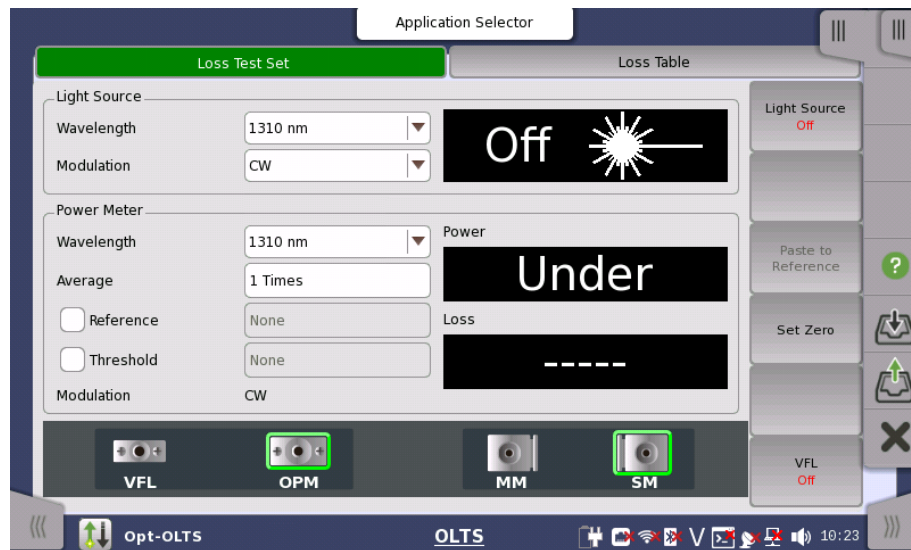 Application Selector
Loss Test Set
Loss Table
Light Source
Wavelength
1310 nm
Modulation
CW
Off
Power Meter
Wavelength
1310 nm
Average
1 Times
Reference
None
Threshold
None
Modulation
CW
Power
Under
Loss
-----
Light Source
Off
Paste to
Reference
Set Zero
VFL
Off
?
VFL
OPM
MM
SM
Opt-OLTS
OLTS
V
10:23